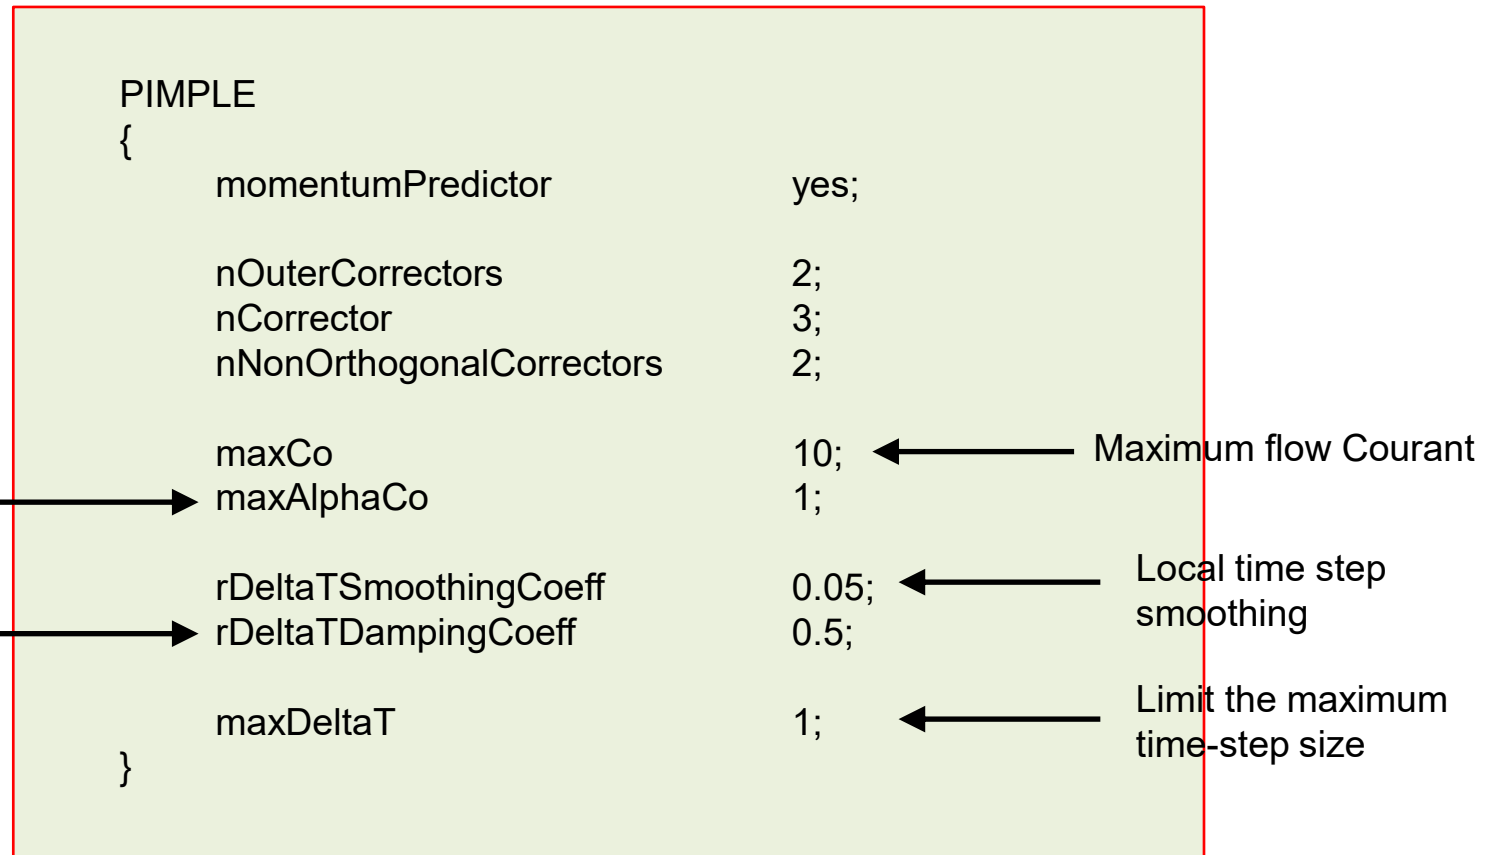 PIMPLE
{
momentumPredictor yes;
nOuterCorrectors 2;
nCorrector 3;
nNonOrthogonalCorrectors 2;
maxCo 10; Maximum flow Courant
maxAlphaCo 1;
rDeltaTSmoothingCoeff 0.05; Local time step
smoothing
rDeltaTDampingCoeff 0.5;
maxDeltaT 1; Limit the maximum
time-step size
}